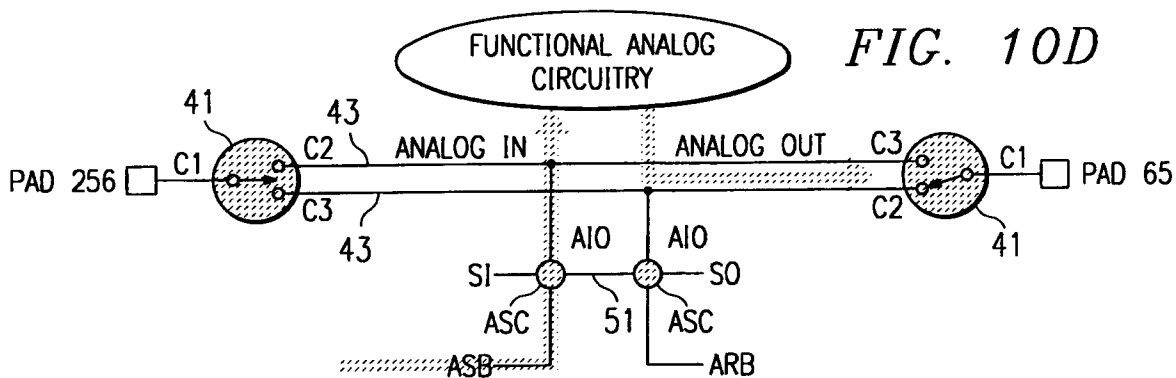 FUNCTIONAL ANALOG
CIRCUITRY
FIG. 10D
41
43
C2
ANALOG IN
ANALOG OUT
C3
C1
C1
PAD 256
PAD 65
C3
C2
43
41
AIO
AIO
SI
SO
ASC
51
ASC
ASB
ARB